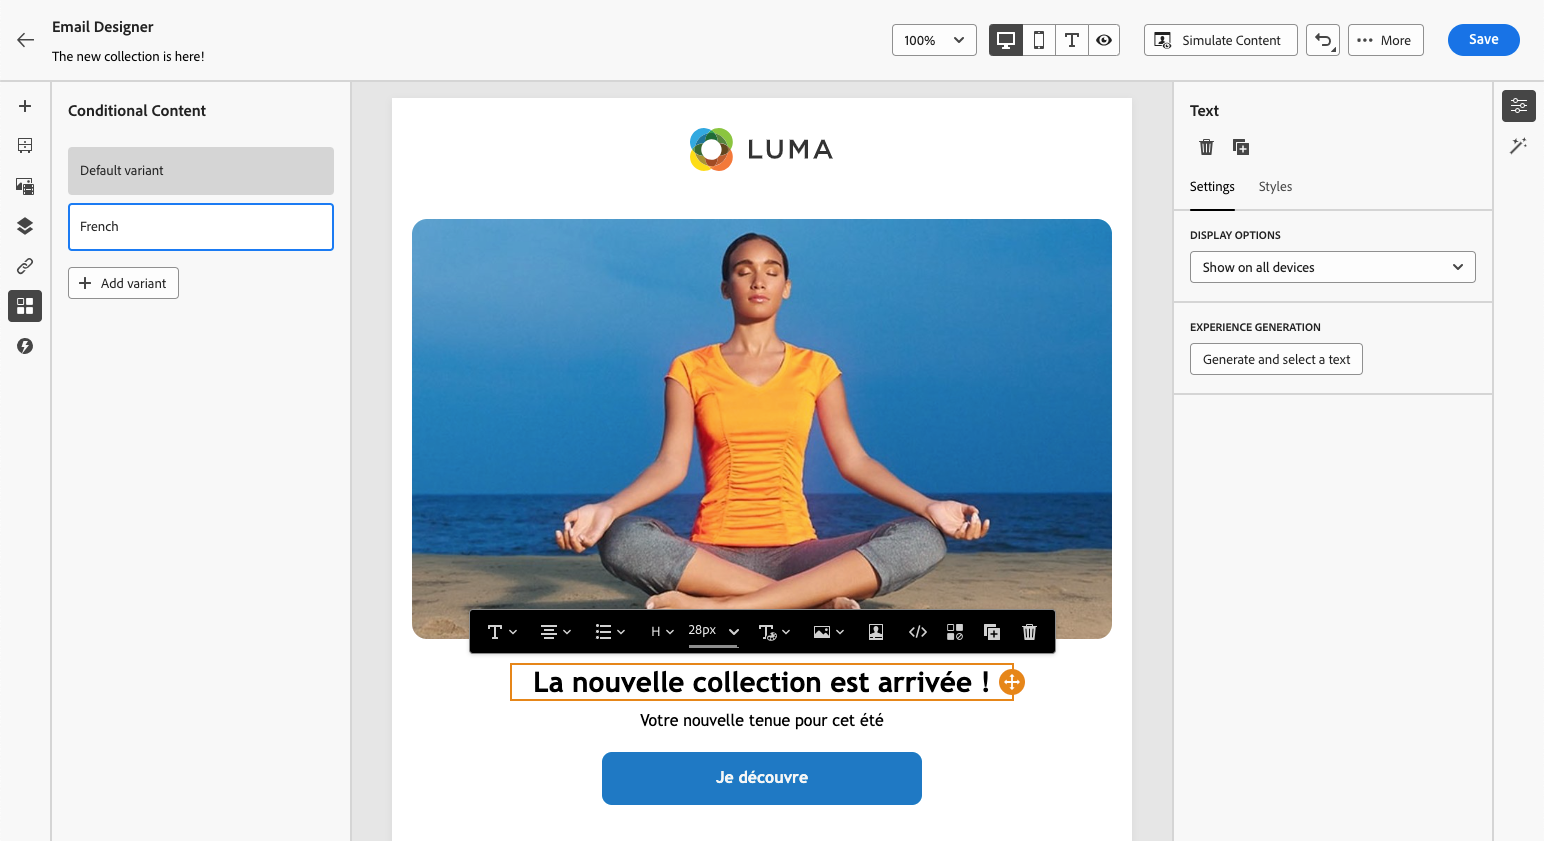 Email Designer
The new collection is here!
100%
Simulate Content
More
Save
Conditional Content
Default variant
French
Add variant
LUMA
H
28px
La nouvelle collection est arrivée !
Votre nouvelle tenue pour cet été
Je découvre
Text
Settings
Styles
DISPLAY OPTIONS
Show on all devices
EXPERIENCE GENERATION
Generate and select a text